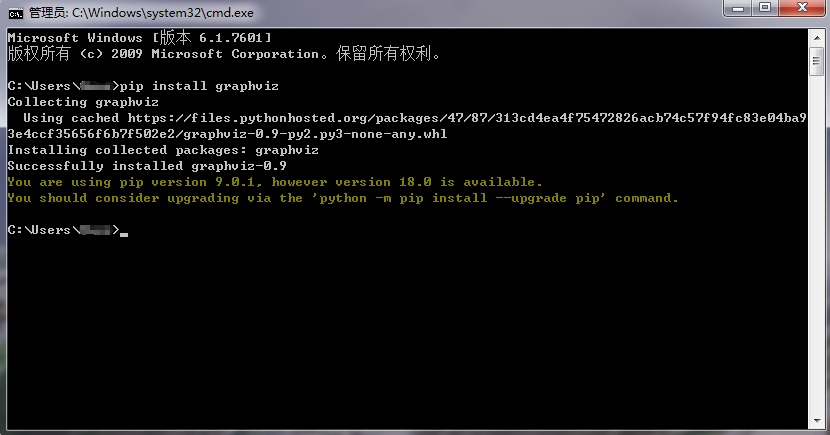 管理员: C:\Windows\system32\cmd.exe
Microsoft Windows [版本 6.1.7601]
版权所有 (c) 2009 Microsoft Corporation。保留所有权利。
C:\Users\>pip install graphviz
Collecting graphviz
Using cached https://files.pythonhosted.org/packages/47/87/313cd4ea4f75472826acb74c57f94fc83e04ba9
3e4ccf35656f6b7f502e2/graphviz-0.9-py2.py3-none-any.whl
Installing collected packages: graphviz
Successfully installed graphviz-0.9
You are using pip version 9.0.1, however version 18.0 is available.
You should consider upgrading via the 'python -m pip install --upgrade pip' command.
C:\Users\>